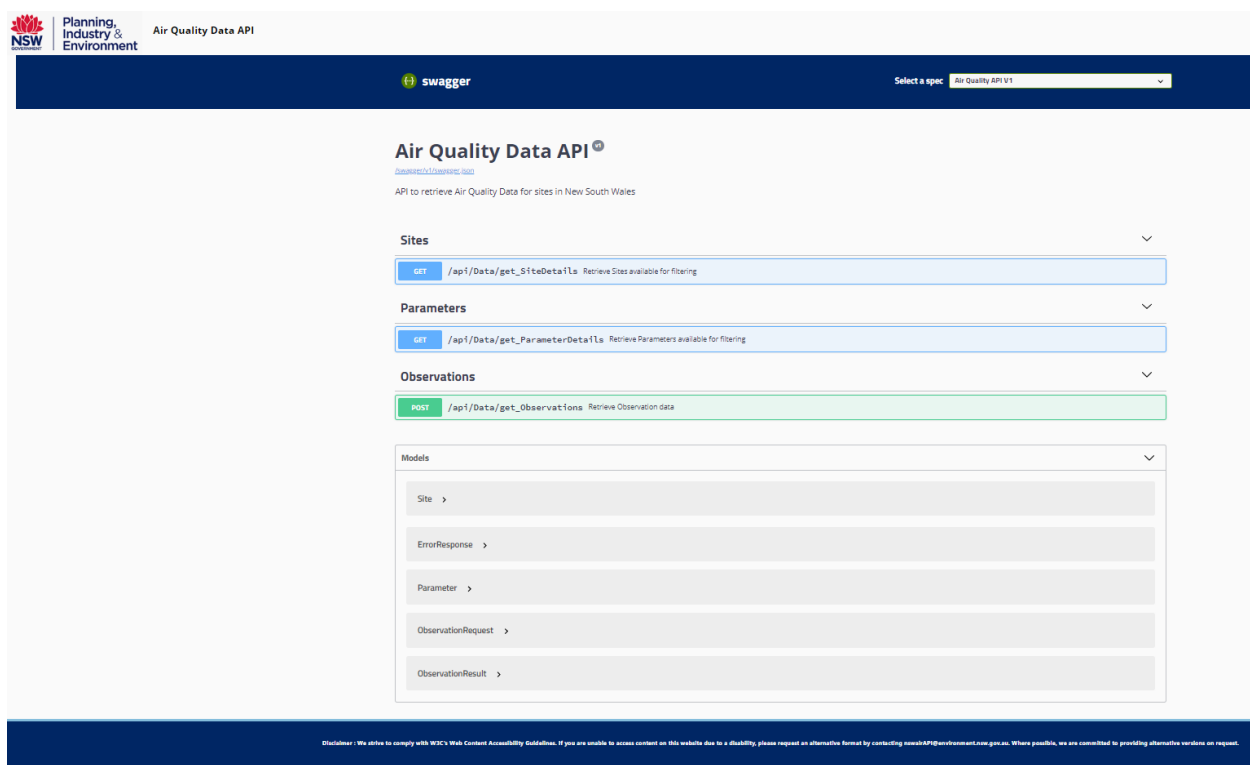 NSW
GOVERNMENT
Planning,
Industry &
Environment
Air Quality Data API
{··} swagger
Select a spec
Air Quality API V1
Air Quality Data API v1
/swagger/v1/swagger.json
API to retrieve Air Quality Data for sites in New South Wales
Sites
GET /api/Data/get_SiteDetails Retrieve Sites available for filtering
Parameters
GET /api/Data/get_ParameterDetails Retrieve Parameters available for filtering
Observations
POST /api/Data/get_Observations Retrieve Observation data
Models
Site
ErrorResponse
Parameter
ObservationRequest
ObservationResult
Disclaimer : We strive to comply with W3C's Web Content Accessibility Guidelines. If you are unable to access content on this website due to a disability, please request an alternative format by contacting nswairAPI@environment.nsw.gov.au. Where possible, we are committed to providing alternative versions on request.